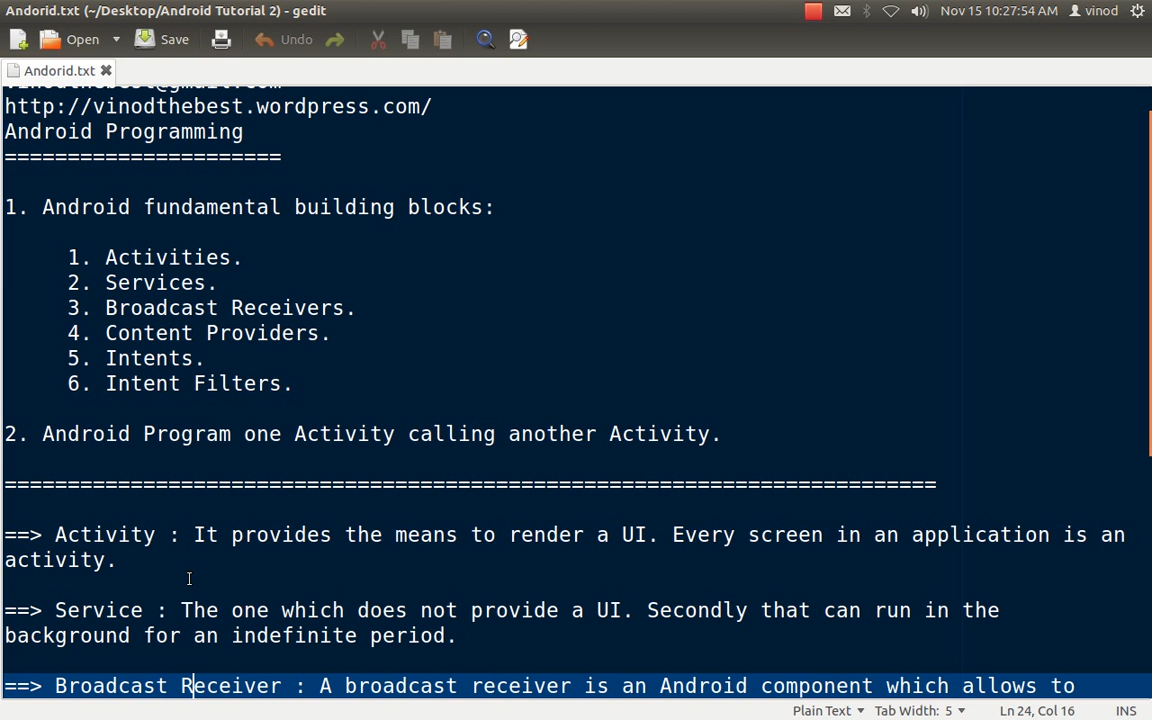 Andorid.txt (~/Desktop/Android Tutorial 2) - gedit
Nov 15 10:27:54 AM
vinod
Open
Save
Undo
Andorid.txt
vinodthebest@gmail.com
http://vinodthebest.wordpress.com/
Android Programming
======================
1. Android fundamental building blocks:
1. Activities.
2. Services.
3. Broadcast Receivers.
4. Content Providers.
5. Intents.
6. Intent Filters.
2. Android Program one Activity calling another Activity.
==========================================================================
==> Activity : It provides the means to render a UI. Every screen in an application is an
activity.
==> Service : The one which does not provide a UI. Secondly that can run in the
background for an indefinite period.
==> Broadcast Receiver : A broadcast receiver is an Android component which allows to
Plain Text
Tab Width: 5
Ln 24, Col 16
INS